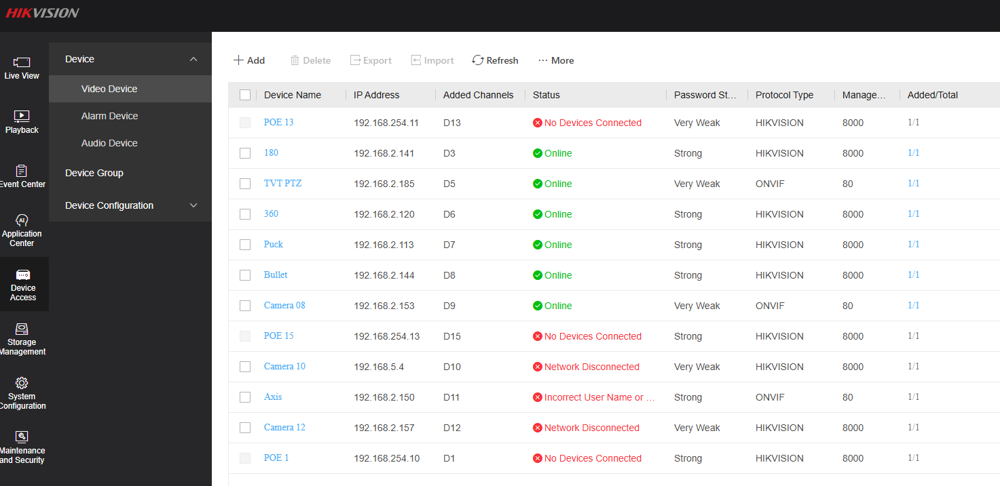 HIKVISION
Live View
Playback
Event Center
AI
Application
Center
Device
Access
Storage
Management
System
Configuration
Maintenance
and Security
Device
Video Device
Alarm Device
Audio Device
Device Group
Device Configuration
Add Delete Export Import Refresh ··· More
Device Name IP Address Added Channels Status Password St... Protocol Type Manage... Added/Total
POE 13 192.168.254.11 D13 No Devices Connected Very Weak HIKVISION 8000 1/1
180 192.168.2.141 D3 Online Strong HIKVISION 8000 1/1
TVT PTZ 192.168.2.185 D5 Online Very Weak ONVIF 80 1/1
360 192.168.2.120 D6 Online Strong HIKVISION 8000 1/1
Puck 192.168.2.113 D7 Online Strong HIKVISION 8000 1/1
Bullet 192.168.2.144 D8 Online Strong HIKVISION 8000 1/1
Camera 08 192.168.2.153 D9 Online Very Weak ONVIF 80 1/1
POE 15 192.168.254.13 D15 No Devices Connected Strong HIKVISION 8000 1/1
Camera 10 192.168.5.4 D10 Network Disconnected Very Weak HIKVISION 8000 1/1
Axis 192.168.2.150 D11 Incorrect User Name or ... Strong ONVIF 80 1/1
Camera 12 192.168.2.157 D12 Network Disconnected Very Weak HIKVISION 8000 1/1
POE 1 192.168.254.10 D1 No Devices Connected Strong HIKVISION 8000 1/1